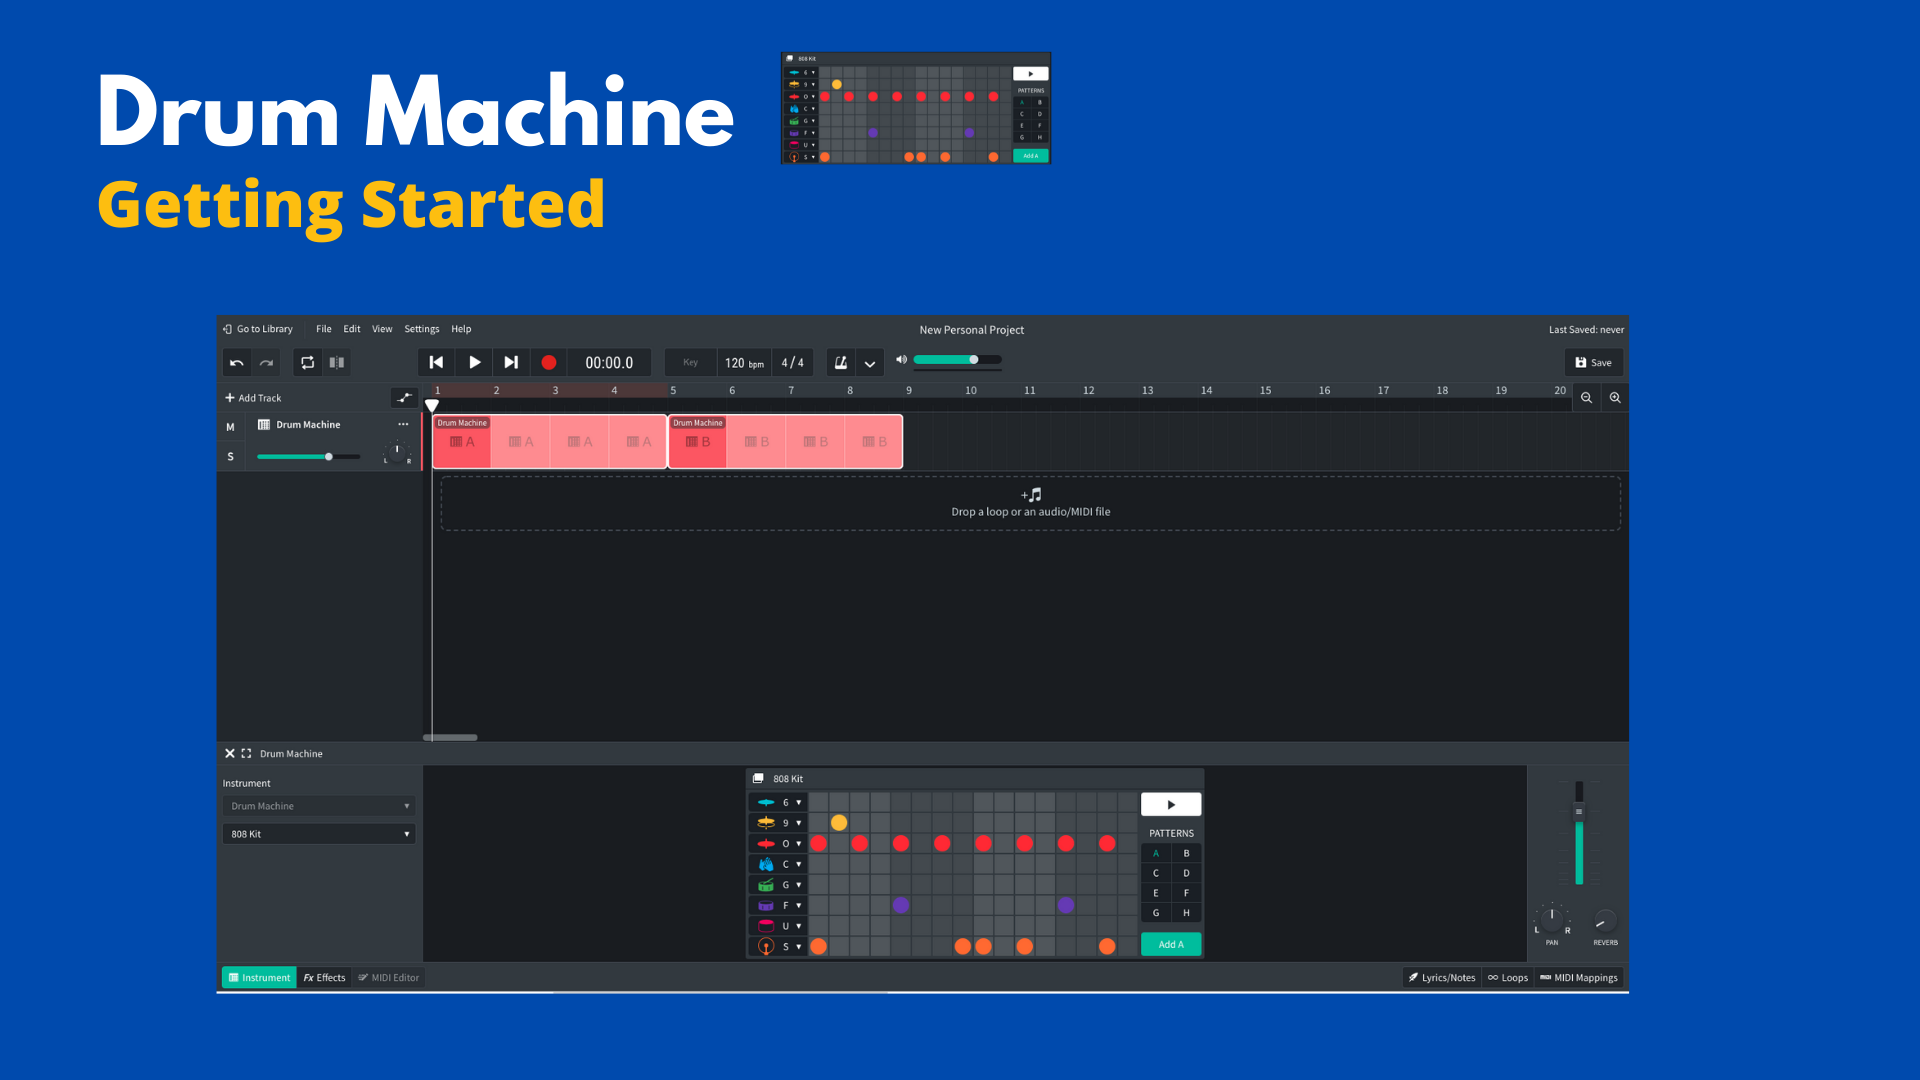 Drum Machine
Getting Started
808 Kit
6
9
O
C
G
F
U
S
PATTERNS
A B
C D
E F
G H
Add A
Go to Library File Edit View Settings Help
New Personal Project
Last Saved: never
00:00.0
Key
120 bpm
4 / 4
Save
Add Track
1 2 3 4 5 6 7 8 9 10 11 12 13 14 15 16 17 18 19 20
M
Drum Machine
...
S
L R
Drum Machine
A A A A
Drum Machine
B B B B
Drop a loop or an audio/MIDI file
Drum Machine
Instrument
Drum Machine
808 Kit
808 Kit
6
9
O
C
G
F
U
S
PATTERNS
A B
C D
E F
G H
Add A
L R
PAN
REVERB
Instrument
Fx Effects
MIDI Editor
Lyrics/Notes
Loops
MIDI Mappings